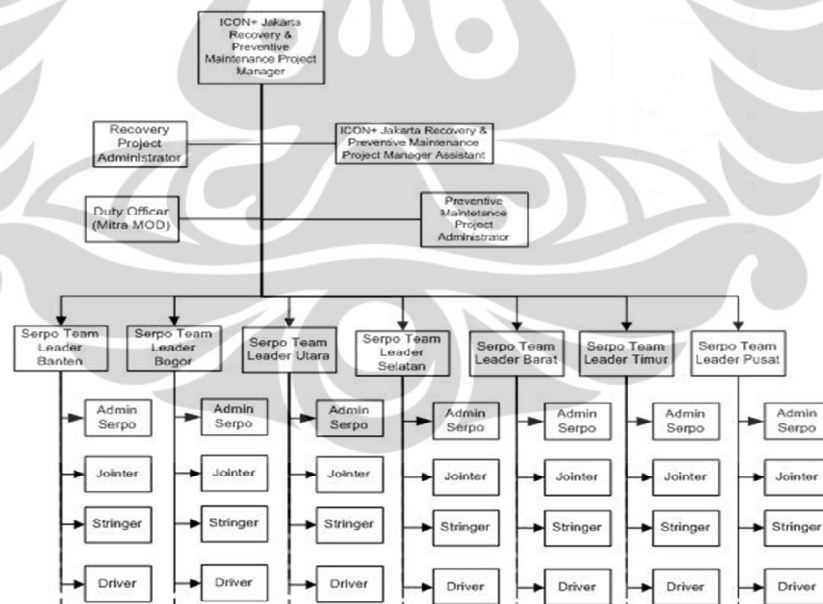 ICON+ Jakarta
Recovery &
Preventive
Maintenance Project
Manager
Recovery
Project
Administrator
ICON+ Jakarta Recovery &
Preventive Maintenance
Project Manager Assistant
Duty Officer
(Mitra MOD)
Preventive
Maintetance
Project
Administrator
Serpo Team
Leader
Banten
Serpo Team
Leader
Bogor
Serpo Team
Leader Utara
Serpo Team
Leader
Selatan
Serpo Team
Leader Barat
Serpo Team
Leader Timur
Serpo Team
Leader Pusat
Admin
Serpo
Admin
Serpo
Admin
Serpo
Admin
Serpo
Admin
Serpo
Admin
Serpo
Admin
Serpo
Jointer
Jointer
Jointer
Jointer
Jointer
Jointer
Jointer
Stringer
Stringer
Stringer
Stringer
Stringer
Stringer
Stringer
Driver
Driver
Driver
Driver
Driver
Driver
Driver